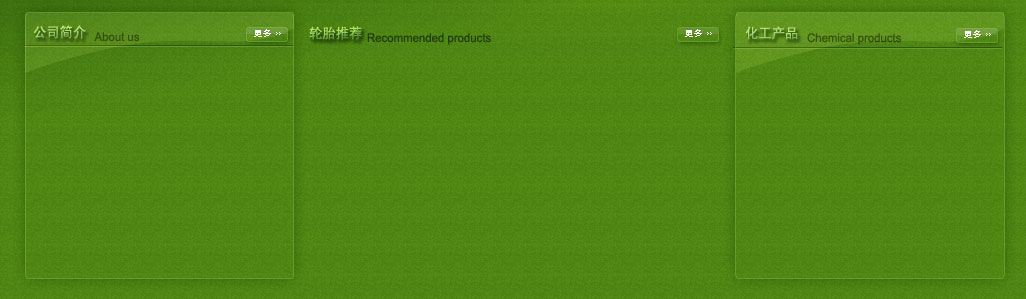 公司简介 About us 更多 ››
轮胎推荐 Recommended products 更多 ››
化工产品 Chemical products 更多 ››